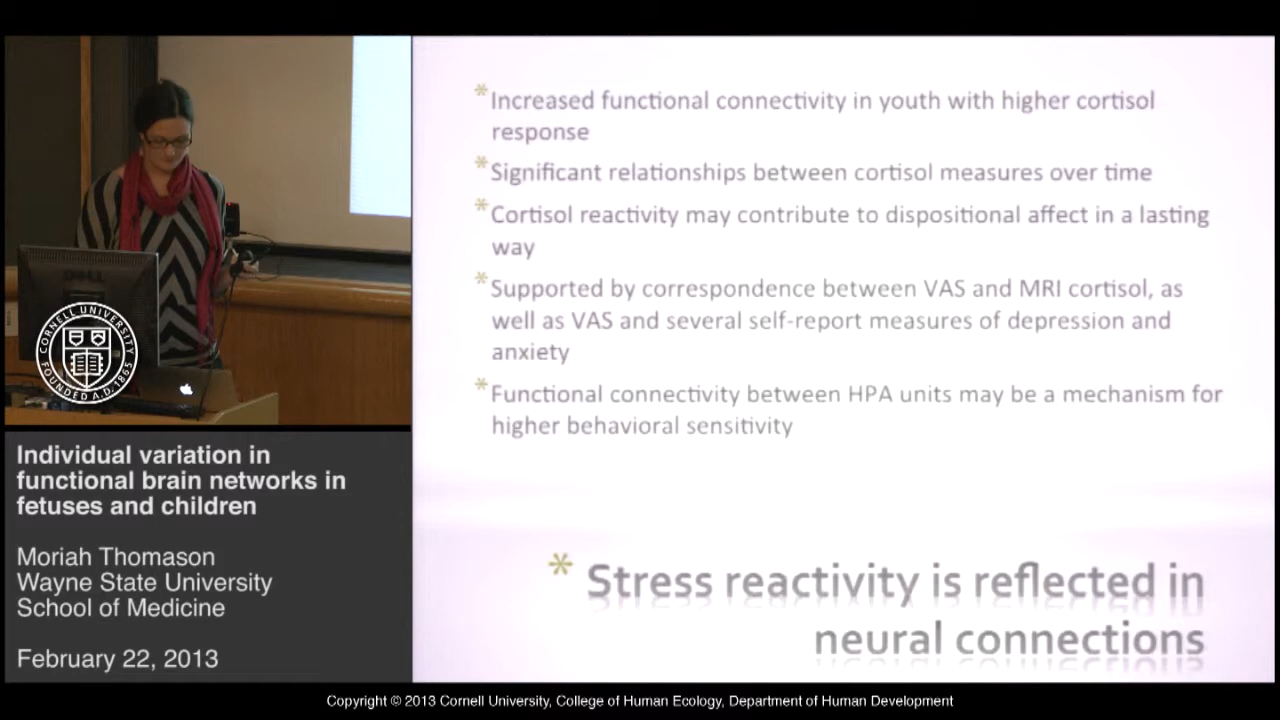 * Increased functional connectivity in youth with higher cortisol
response
* Significant relationships between cortisol measures over time
* Cortisol reactivity may contribute to dispositional affect in a lasting
way
* Supported by correspondence between VAS and MRI cortisol, as
well as VAS and several self-report measures of depression and
anxiety
* Functional connectivity between HPA units may be a mechanism for
higher behavioral sensitivity
* Stress reactivity is reflected in
neural connections
CORNELL UNIVERSITY
FOUNDED A.D. 1865
Individual variation in
functional brain networks in
fetuses and children
Moriah Thomason
Wayne State University
School of Medicine
February 22, 2013
Copyright © 2013 Cornell University, College of Human Ecology, Department of Human Development